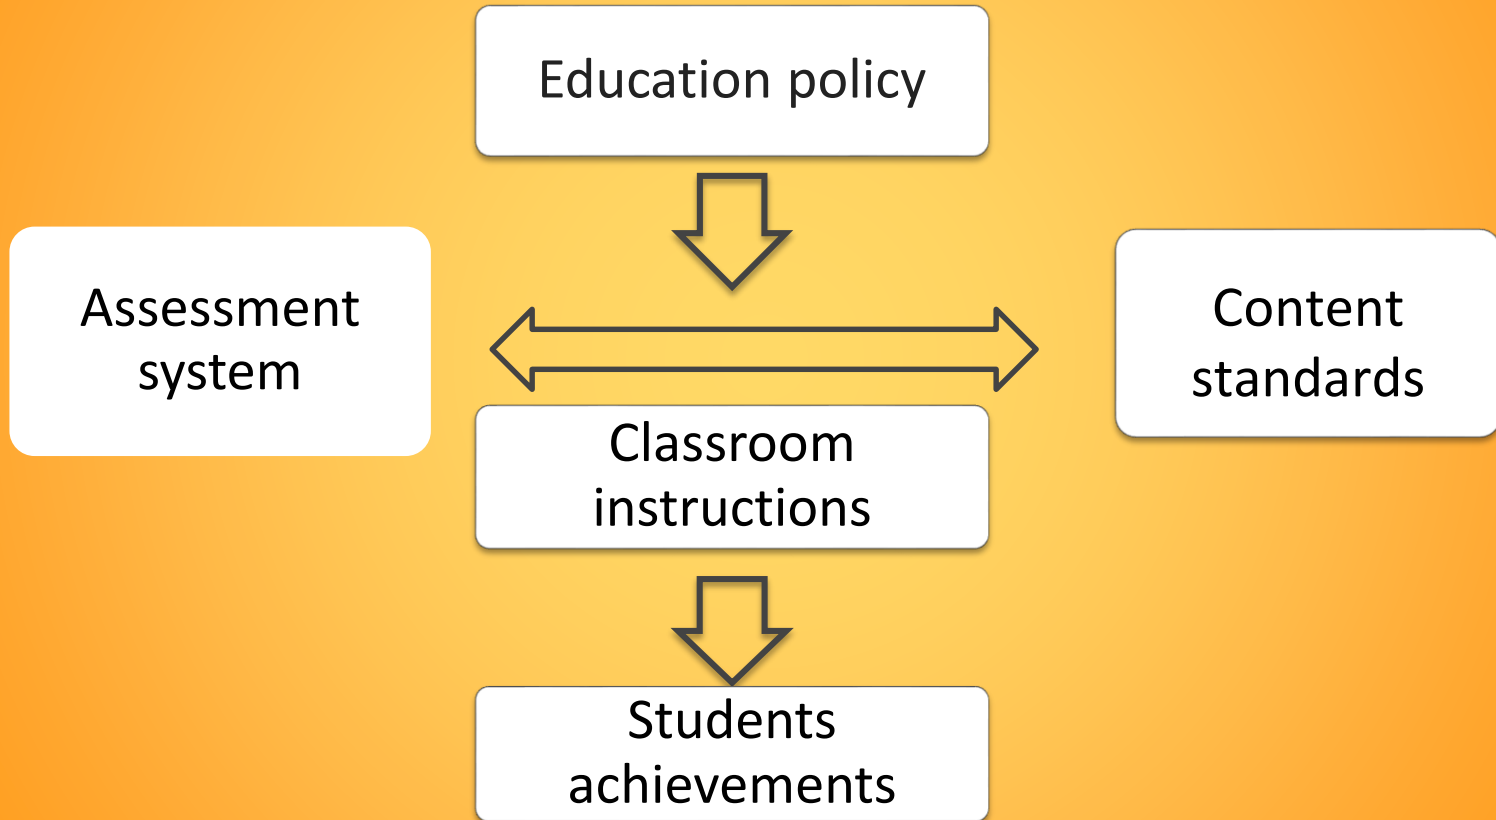 Education policy
Assessment
system
Content
standards
Classroom
instructions
Students
achievements